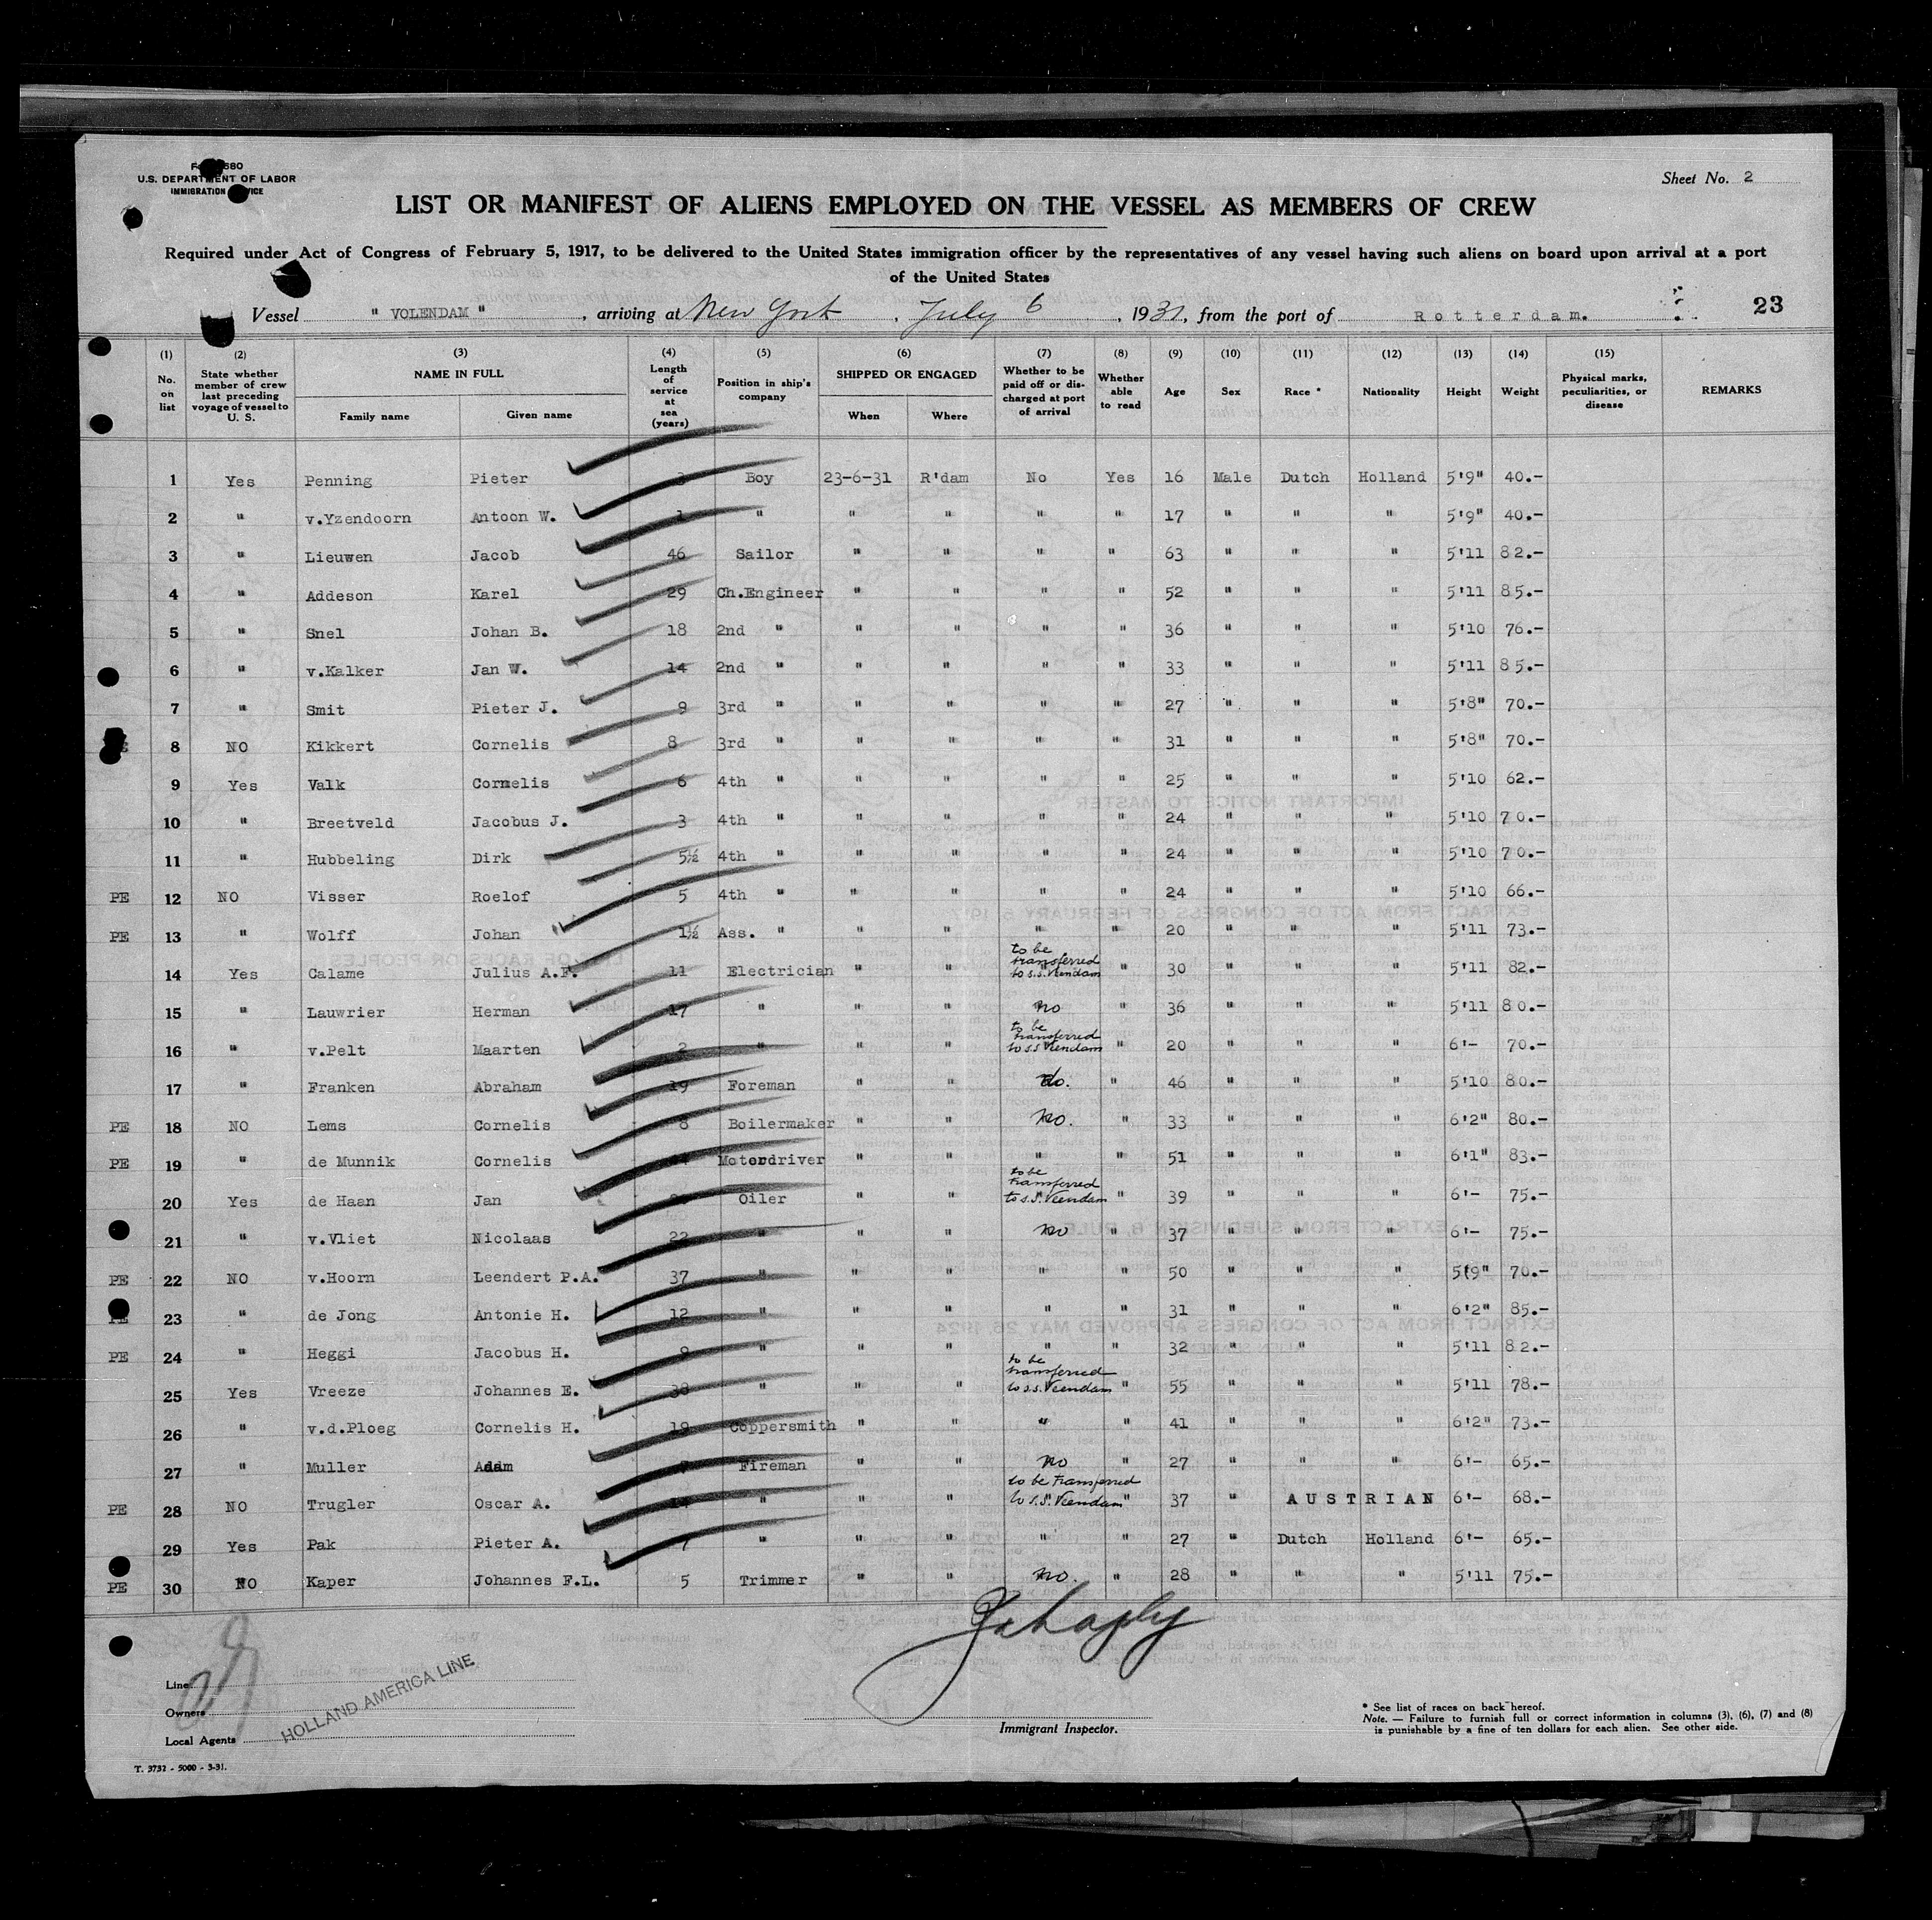 U.S. DEPARTMENT OF LABOR
IMMIGRATION
Sheet No. 2
LIST OR MANIFEST OF ALIENS EMPLOYED ON THE VESSEL AS MEMBERS OF CREW
Required under Act of Congress of February 5, 1917, to be delivered to the United States immigration officer by the representatives of any vessel having such aliens on board upon arrival at a port
of the United States
Vessel "VOLENDAM", arriving at New York, July 6, 1931, from the port of Rotterdam. 23
(1) (2) (3) (4) (5) (6) (7) (8) (9) (10) (11) (12) (13) (14) (15)
No. on list State whether member of crew last preceding voyage of vessel to U. S. NAME IN FULL Length of service at sea (years) Position in ship's company SHIPPED OR ENGAGED Whether to be paid off or discharged at port of arrival Whether able to read Age Sex Race * Nationality Height Weight Physical marks, peculiarities, or disease REMARKS
Family name Given name When Where
1 Yes Penning Pieter 3 Boy 23-6-31 R'dam No Yes 16 Male Dutch Holland 5'9" 40.-
2 " v.Yzendoorn Antoon W. 1 " " " " " 17 " " " 5'9" 40.-
3 " Lieuwen Jacob 46 Sailor " " " " 63 " " " 5'11 82.-
4 " Addeson Karel 29 Ch.Engineer " " " " 52 " " " 5'11 85.-
5 " Snel Johan B. 18 2nd " " " " " 36 " " " 5'10 76.-
6 " v.Kalker Jan W. 14 2nd " " " " " 33 " " " 5'11 85.-
7 " Smit Pieter J. 9 3rd " " " " " 27 " " " 5'8" 70.-
8 NO Kikkert Cornelis 8 3rd " " " " " 31 " " " 5'8" 70.-
9 Yes Valk Cornelis 6 4th " " " " " 25 " " " 5'10 62.-
10 " Breetveld Jacobus J. 3 4th " " " " " 24 " " " 5'10 70.-
11 " Hubbeling Dirk 5½ 4th " " " " " 24 " " " 5'10 70.-
PE 12 NO Visser Roelof 5 4th " " " " " 24 " " " 5'10 66.-
PE 13 " Wolff Johan 1½ Ass. " " " " " 20 " " " 5'11 73.-
14 Yes Calame Julius A.F. 11 Electrician " " to be transferred to s.s. Veendam " 30 " " " 5'11 82.-
15 " Lauwrier Herman 17 " " " no " 36 " " " 5'11 80.-
16 " v.Pelt Maarten 2 " " " to be transferred to s.s Veendam " 20 " " " 6'- 70.-
17 " Franken Abraham 19 Foreman " " do. " 46 " " " 5'10 80.-
PE 18 NO Lems Cornelis 8 Boilermaker " " No. " 33 " " " 6'2" 80.-
PE 19 " de Munnik Cornelis Motordriver " " " " 51 " " " 6'1" 83.-
20 Yes de Haan Jan Oiler " " to be transferred to s.s. Veendam " 39 " " " 6'- 75.-
21 " v.Vliet Nicolaas 22 " " " No " 37 " " " 6'- 75.-
PE 22 NO v.Hoorn Leendert P.A. 37 " " " " " 50 " " " 5'9" 70.-
PE 23 " de Jong Antonie H. 12 " " " " " 31 " " " 6'2" 85.-
PE 24 " Heggi Jacobus H. 9 " " " " " 32 " " " 5'11 82.-
25 Yes Vreeze Johannes E. 38 " " " to be transferred to s.s. Veendam " 55 " " " 5'11 78.-
26 " v.d.Ploeg Cornelis H. 19 Coppersmith " " " " 41 " " " 6'2" 73.-
27 " Muller Adam 7 Fireman " " No " 27 " " " 6'- 65.-
PE 28 NO Trugler Oscar A. 14 " " " to be transferred to s.s. Veendam " 37 " AUSTRIAN 6'- 68.-
29 Yes Pak Pieter A. 7 " " " " " 27 " Dutch Holland 6'- 65.-
PE 30 NO Kaper Johannes F.L. 5 Trimmer " " no. " 28 " " " 5'11 75.-
Line
Owners
Local Agents
HOLLAND AMERICA LINE
Immigrant Inspector.
* See list of races on back hereof.
Note. — Failure to furnish full or correct information in columns (3), (6), (7) and (8)
is punishable by a fine of ten dollars for each alien. See other side.
T. 3732 - 5000 - 3-31.